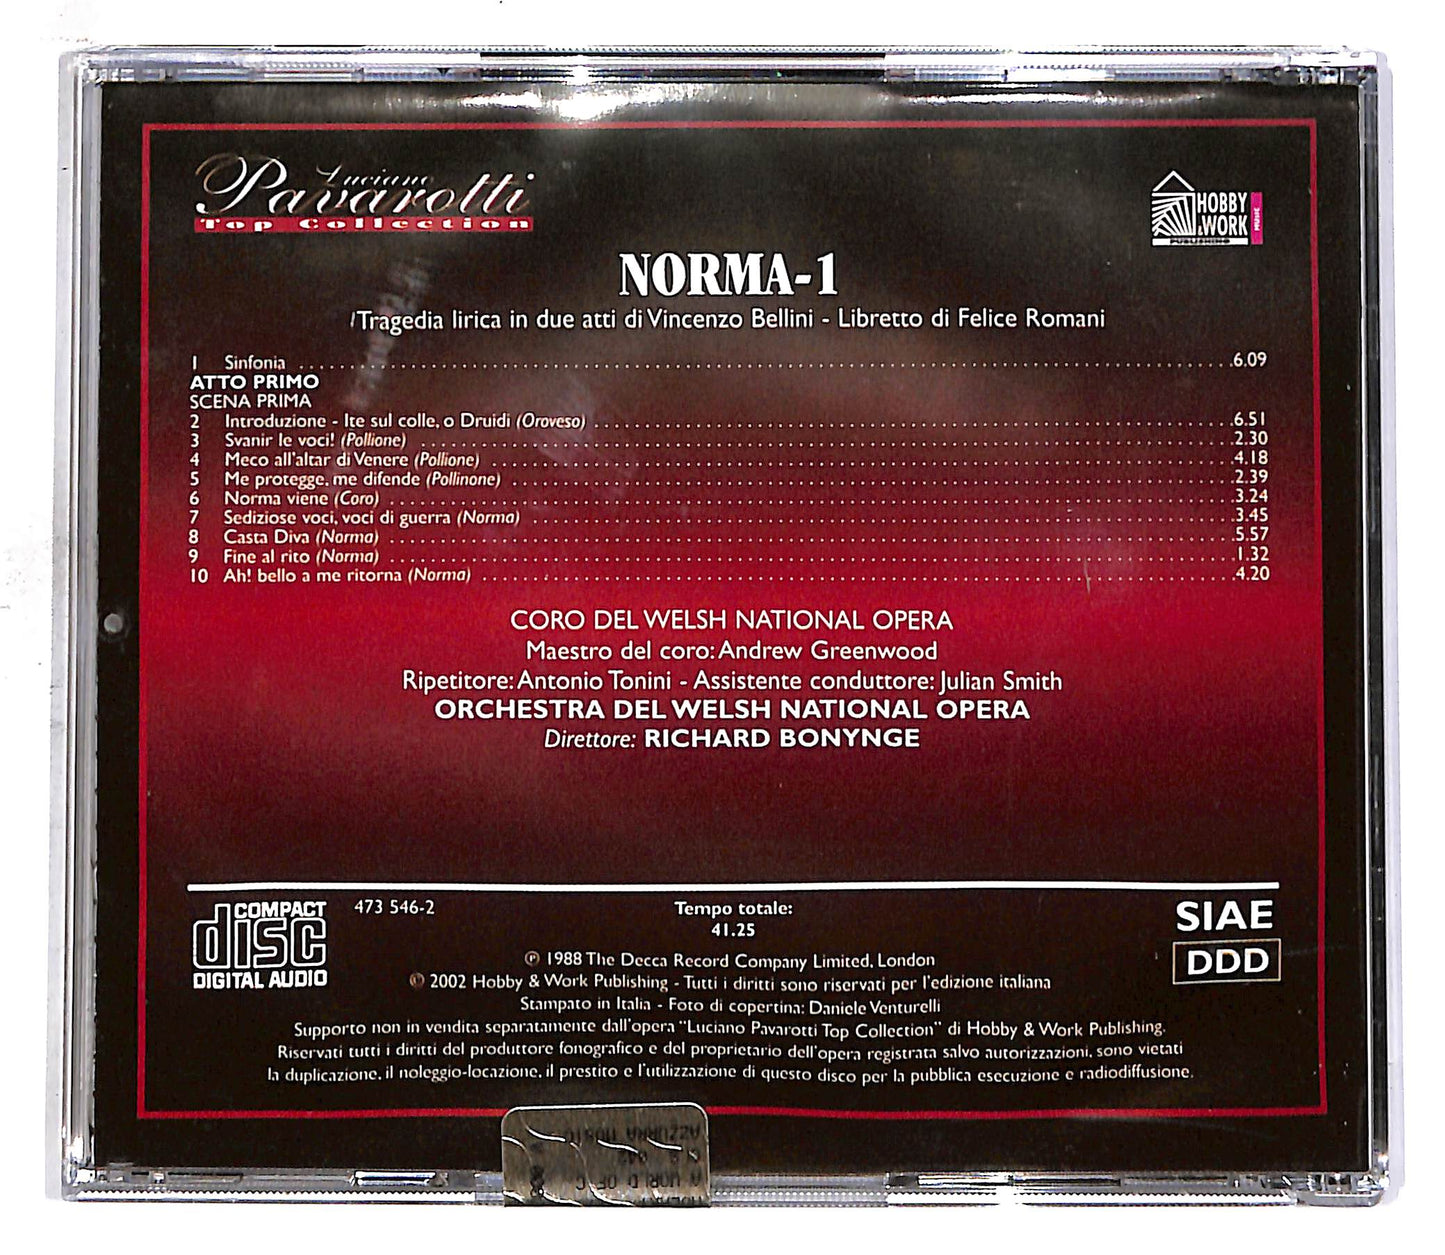 Luciano
Pavarotti
Top Collection
HOBBY
&WORK
PUBLISHING
MUSIC
NORMA-1
Tragedia lirica in due atti di Vincenzo Bellini - Libretto di Felice Romani
1 Sinfonia 6.09
ATTO PRIMO
SCENA PRIMA
2 Introduzione - Ite sul colle, o Druidi (Oroveso) 6.51
3 Svanir le voci! (Pollione) 2.30
4 Meco all'altar di Venere (Pollione) 4.18
5 Me protegge, me difende (Pollinone) 2.39
6 Norma viene (Coro) 3.24
7 Sediziose voci, voci di guerra (Norma) 3.45
8 Casta Diva (Norma) 5.57
9 Fine al rito (Norma) 1.32
10 Ah! bello a me ritorna (Norma) 4.20
CORO DEL WELSH NATIONAL OPERA
Maestro del coro: Andrew Greenwood
Ripetitore: Antonio Tonini - Assistente conduttore: Julian Smith
ORCHESTRA DEL WELSH NATIONAL OPERA
Direttore: RICHARD BONYNGE
COMPACT
disc
DIGITAL AUDIO
473 546-2
Tempo totale:
41.25
SIAE
DDD
℗ 1988 The Decca Record Company Limited, London
© 2002 Hobby & Work Publishing - Tutti i diritti sono riservati per l'edizione italiana
Stampato in Italia - Foto di copertina: Daniele Venturelli
Supporto non in vendita separatamente dall'opera "Luciano Pavarotti Top Collection" di Hobby & Work Publishing.
Riservati tutti i diritti del produttore fonografico e del proprietario dell'opera registrata salvo autorizzazioni, sono vietati
la duplicazione, il noleggio-locazione, il prestito e l'utilizzazione di questo disco per la pubblica esecuzione e radiodiffusione.